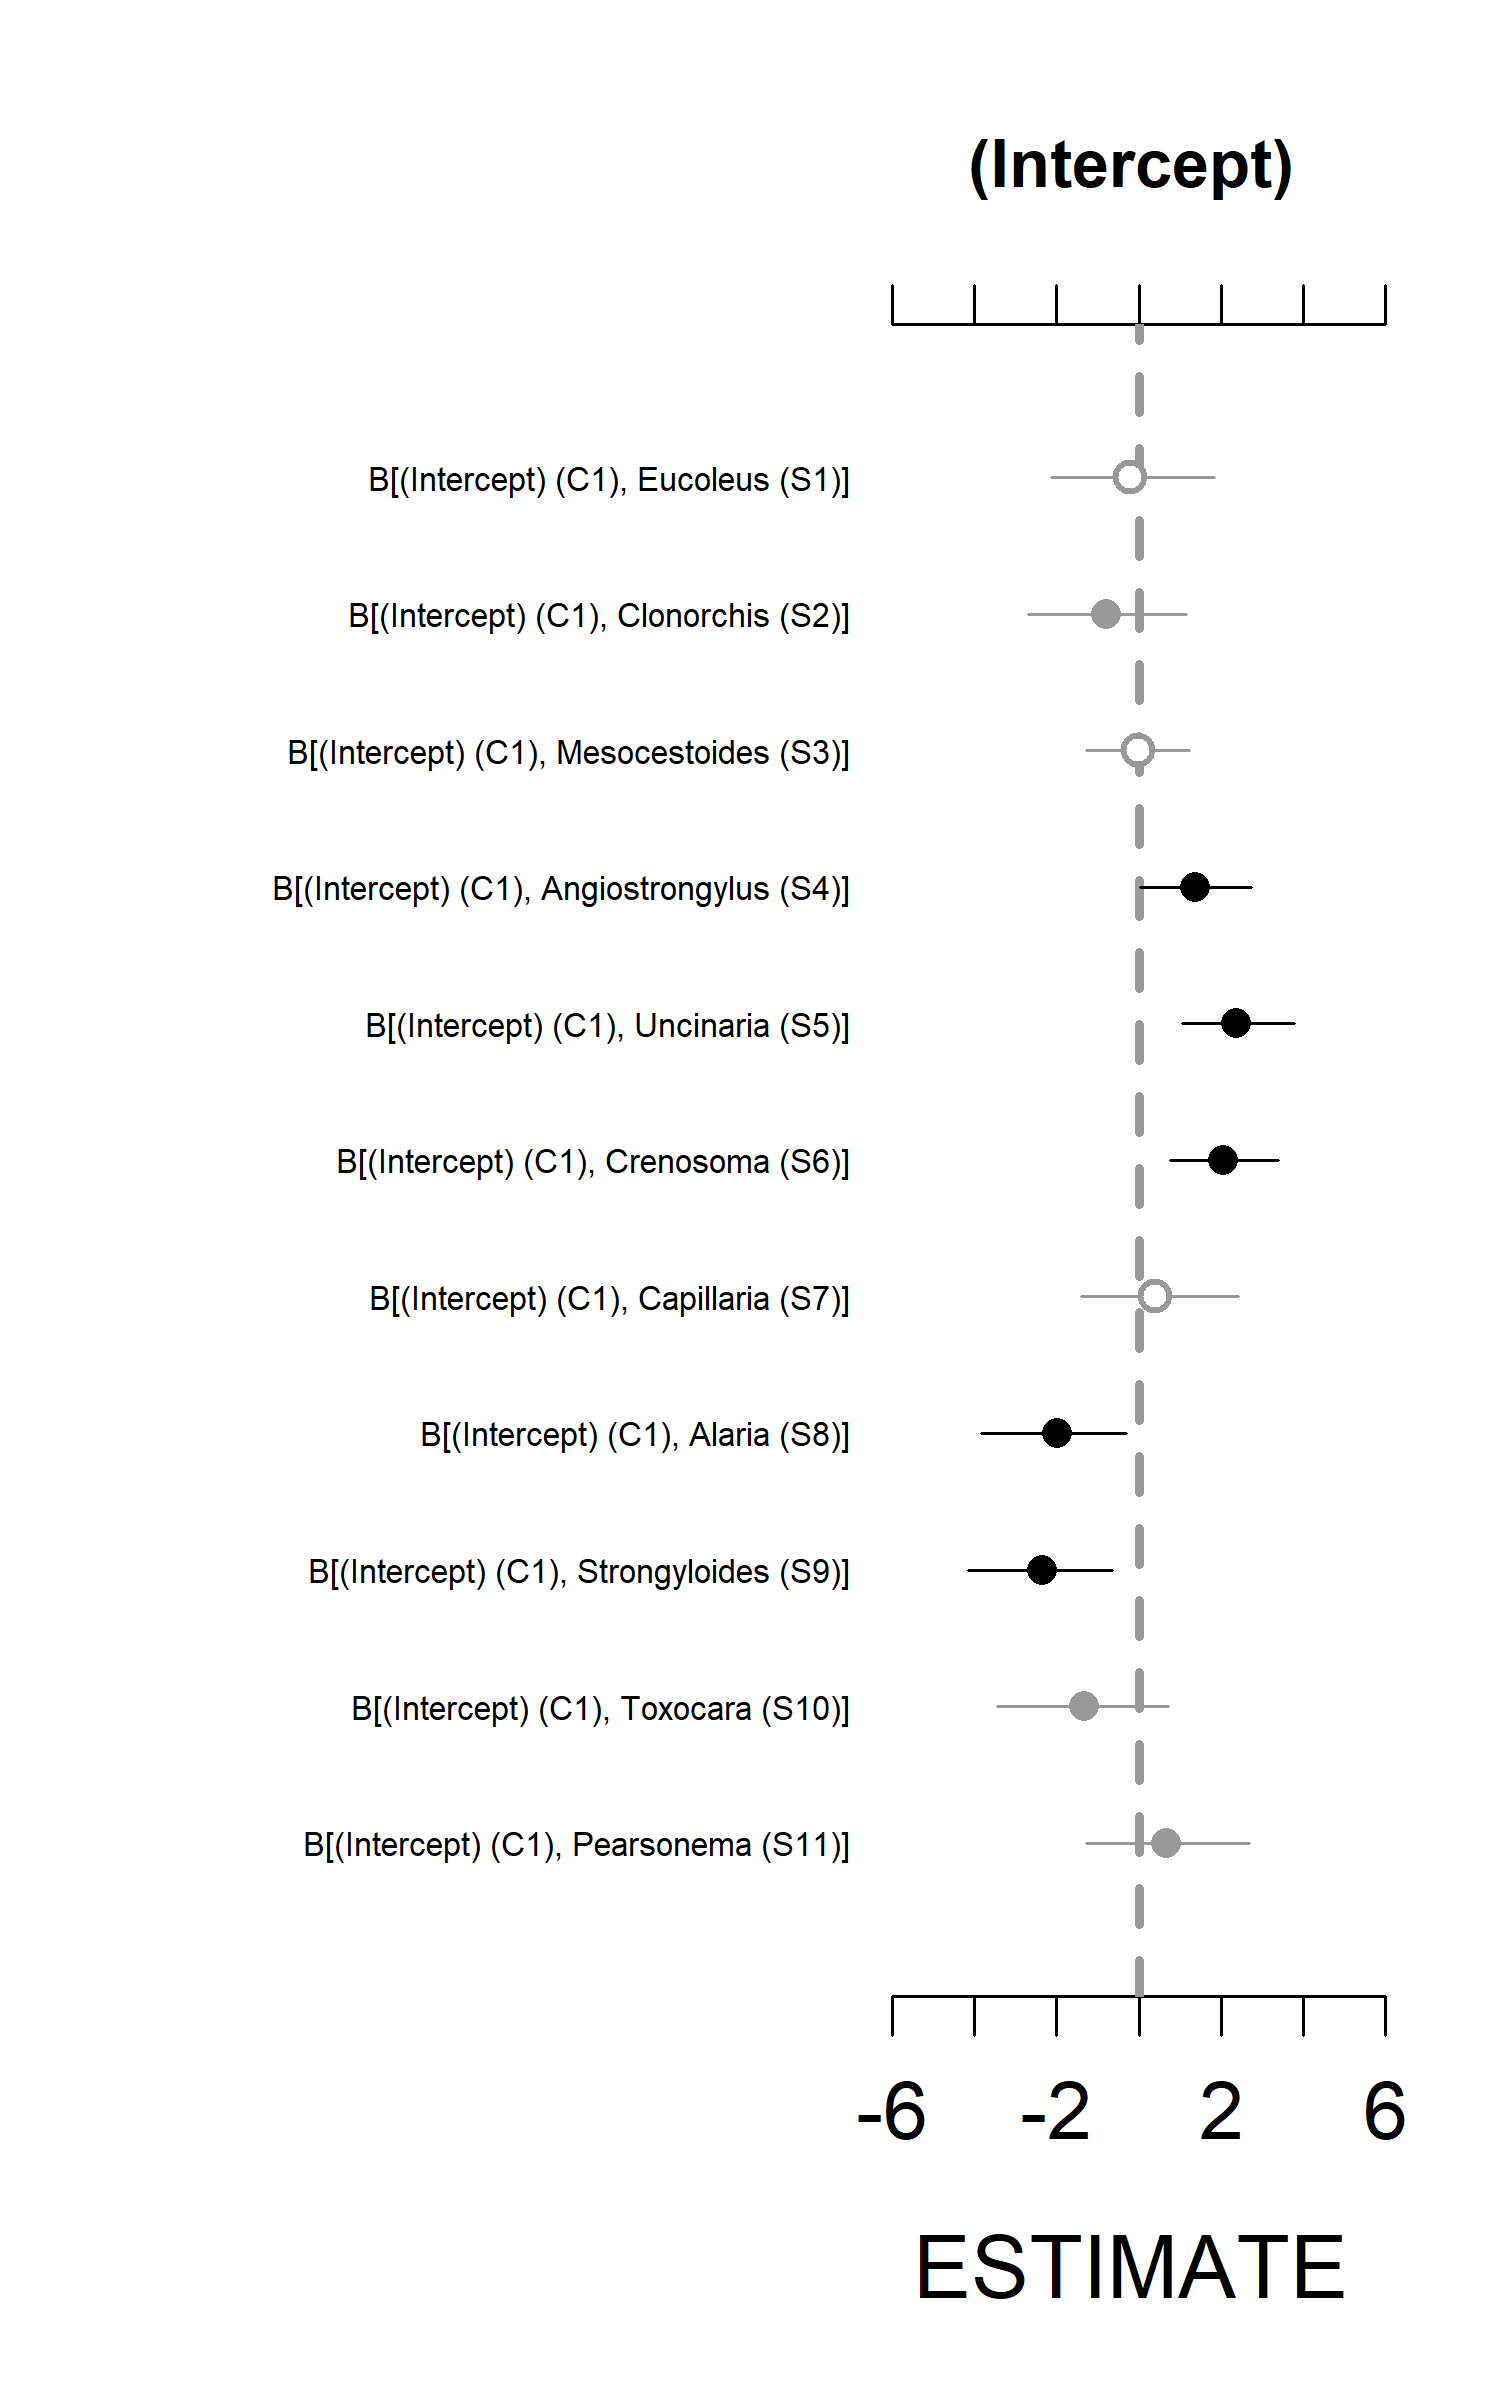 (Intercept)
B[(Intercept) (C1), Eucoleus (S1)]
B[(Intercept) (C1), Clonorchis (S2)]
B[(Intercept) (C1), Mesocestoides (S3)]
B[(Intercept) (C1), Angiostrongylus (S4)]
B[(Intercept) (C1), Uncinaria (S5)]
B[(Intercept) (C1), Crenosoma (S6)]
B[(Intercept) (C1), Capillaria (S7)]
B[(Intercept) (C1), Alaria (S8)]
B[(Intercept) (C1), Strongyloides (S9)]
B[(Intercept) (C1), Toxocara (S10)]
B[(Intercept) (C1), Pearsonema (S11)]
-6 -2 2 6
ESTIMATE